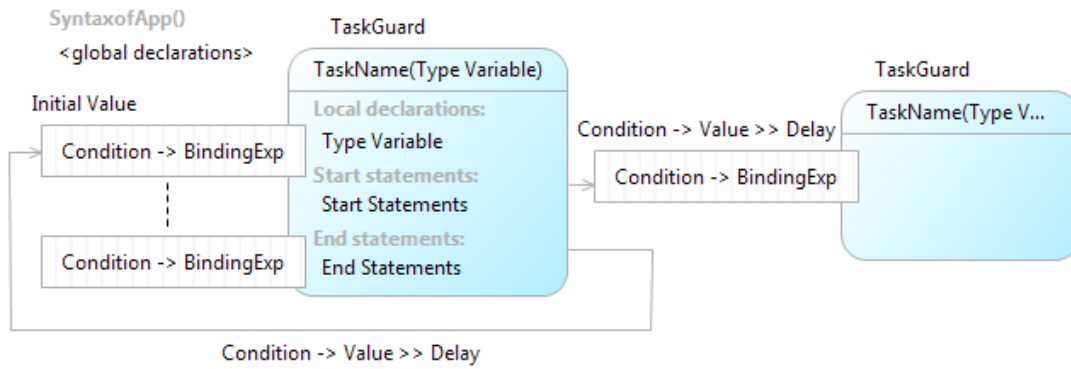 SyntaxofApp()
<global declarations>
TaskGuard
TaskName(Type Variable)
Local declarations:
Type Variable
Start statements:
Start Statements
End statements:
End Statements
Initial Value
Condition -> BindingExp
Condition -> BindingExp
Condition -> Value >> Delay
Condition -> BindingExp
TaskGuard
TaskName(Type V...
Condition -> Value >> Delay